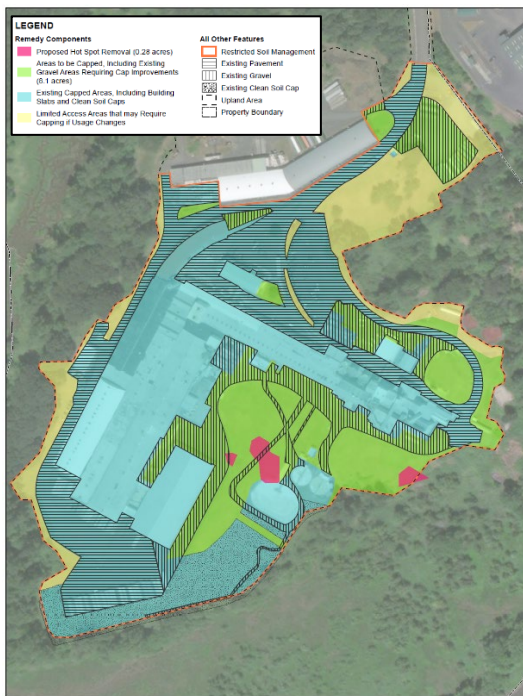 LEGEND
Remedy Components
Proposed Hot Spot Removal (0.28 acres)
Areas to be Capped, Including Existing
Gravel Areas Requiring Cap Improvements
(6.1 acres)
Existing Capped Areas, Including Building
Slabs and Clean Soil Caps
Limited Access Areas that may Require
Capping if Usage Changes
All Other Features
Restricted Soil Management
Existing Pavement
Existing Gravel
Existing Clean Soil Cap
Upland Area
Property Boundary